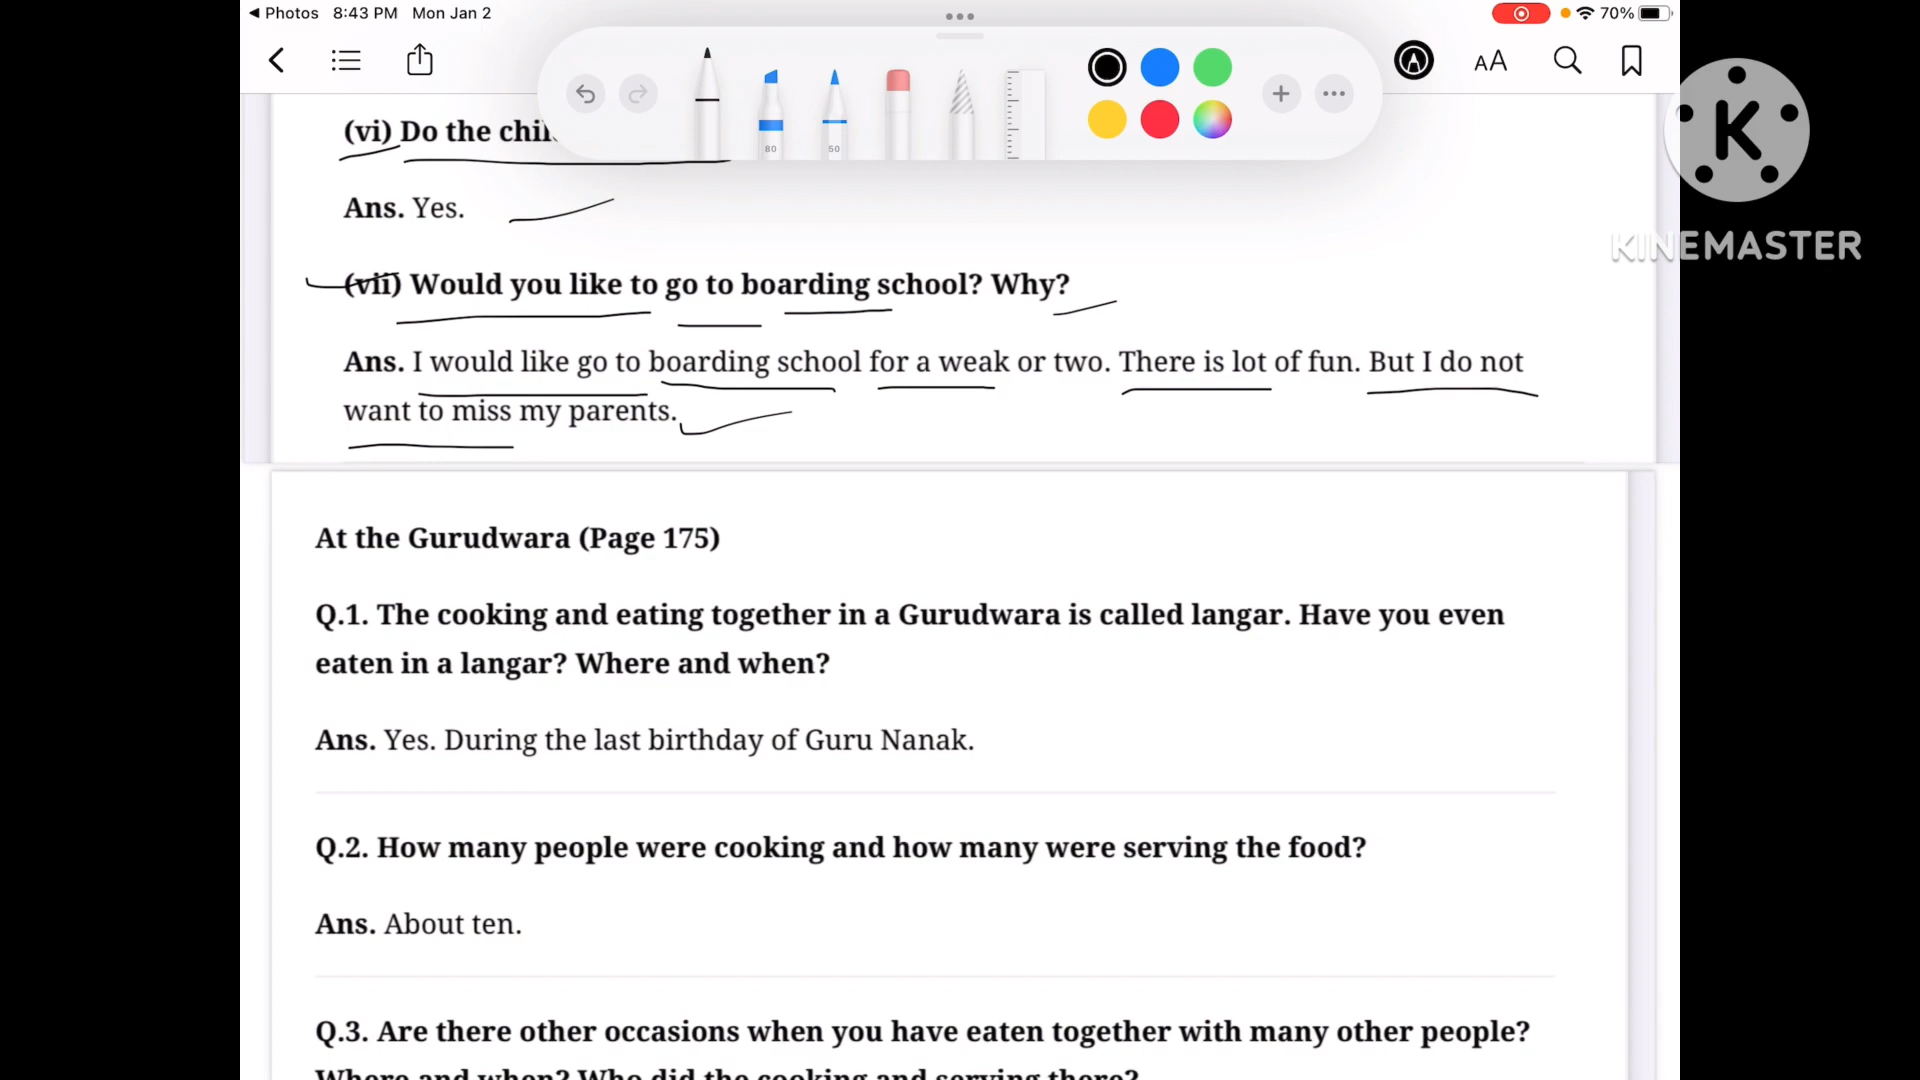 Photos 8:43 PM Mon Jan 2
70%
AA
80
50
K
KINEMASTER
(vi) Do the
Ans. Yes.
(vii) Would you like to go to boarding school? Why?
Ans. I would like go to boarding school for a weak or two. There is lot of fun. But I do not
want to miss my parents.
At the Gurudwara (Page 175)
Q.1. The cooking and eating together in a Gurudwara is called langar. Have you even
eaten in a langar? Where and when?
Ans. Yes. During the last birthday of Guru Nanak.
Q.2. How many people were cooking and how many were serving the food?
Ans. About ten.
Q.3. Are there other occasions when you have eaten together with many other people?
Where and when? Who did the cooking and serving there?